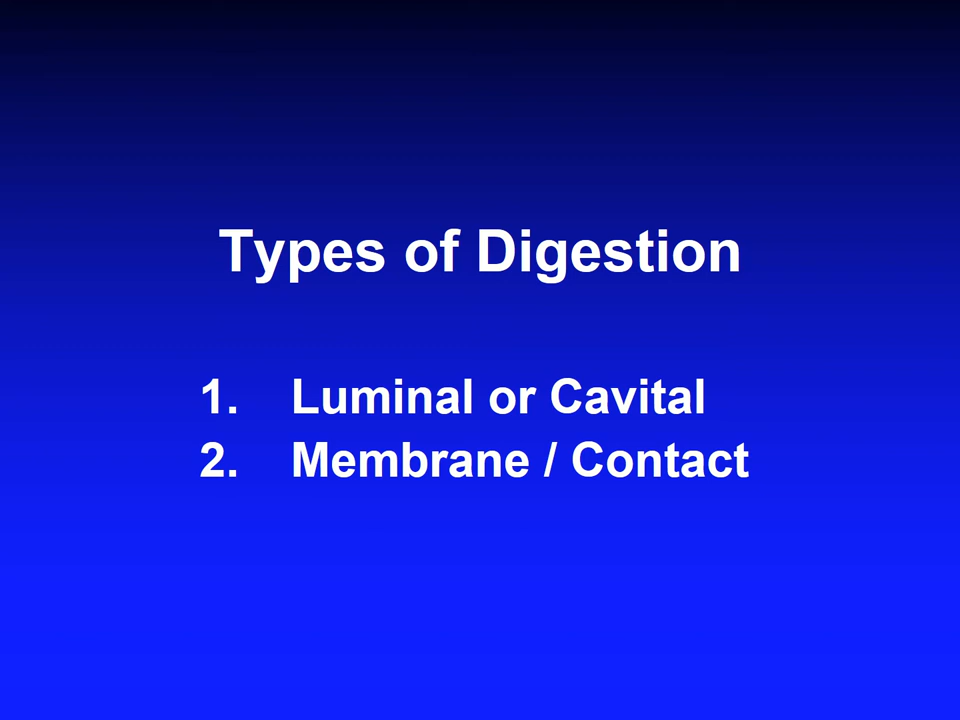 Types of Digestion
1. Luminal or Cavital
2. Membrane / Contact